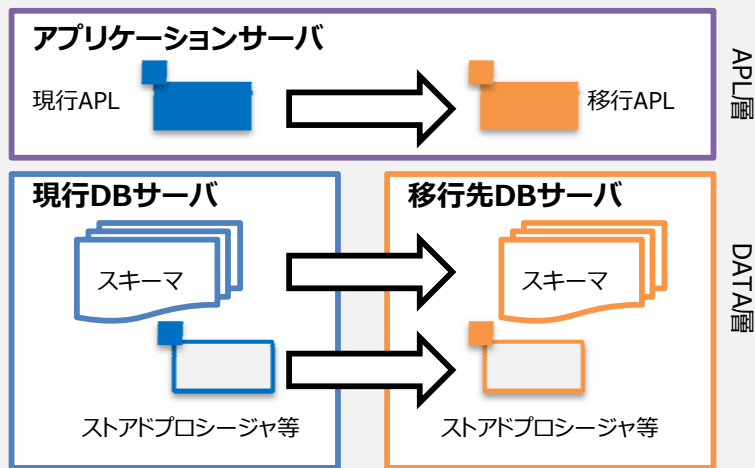 アプリケーションサーバ
現行APL
移行APL
APL層
現行DBサーバ
移行先DBサーバ
スキーマ
スキーマ
DATA層
ストアドプロシージャ等
ストアドプロシージャ等